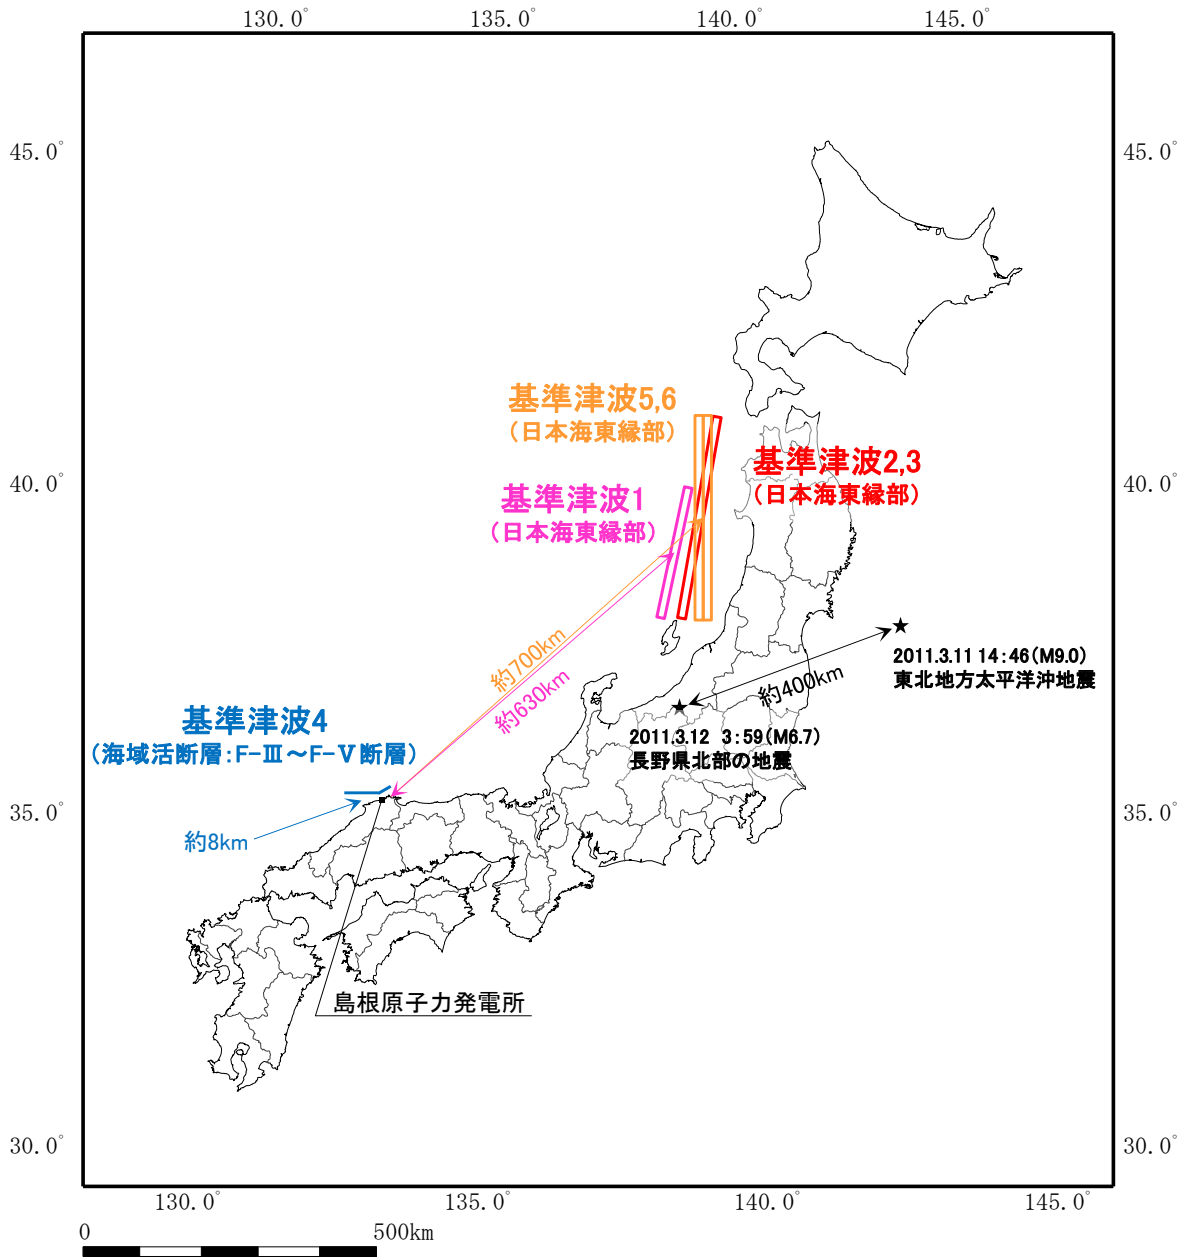 130.0°
135.0°
140.0°
145.0°
45.0°
45.0°
基準津波5,6
(日本海東縁部)
基準津波2,3
(日本海東縁部)
40.0°
40.0°
基準津波1
(日本海東縁部)
約700km
約630km
約400km
2011.3.11 14:46(M9.0)
東北地方太平洋沖地震
2011.3.12 3:59(M6.7)
長野県北部の地震
基準津波4
(海域活断層:F-Ⅲ~F-Ⅴ断層)
35.0°
35.0°
約8km
島根原子力発電所
30.0°
30.0°
130.0°
135.0°
140.0°
145.0°
0
500km